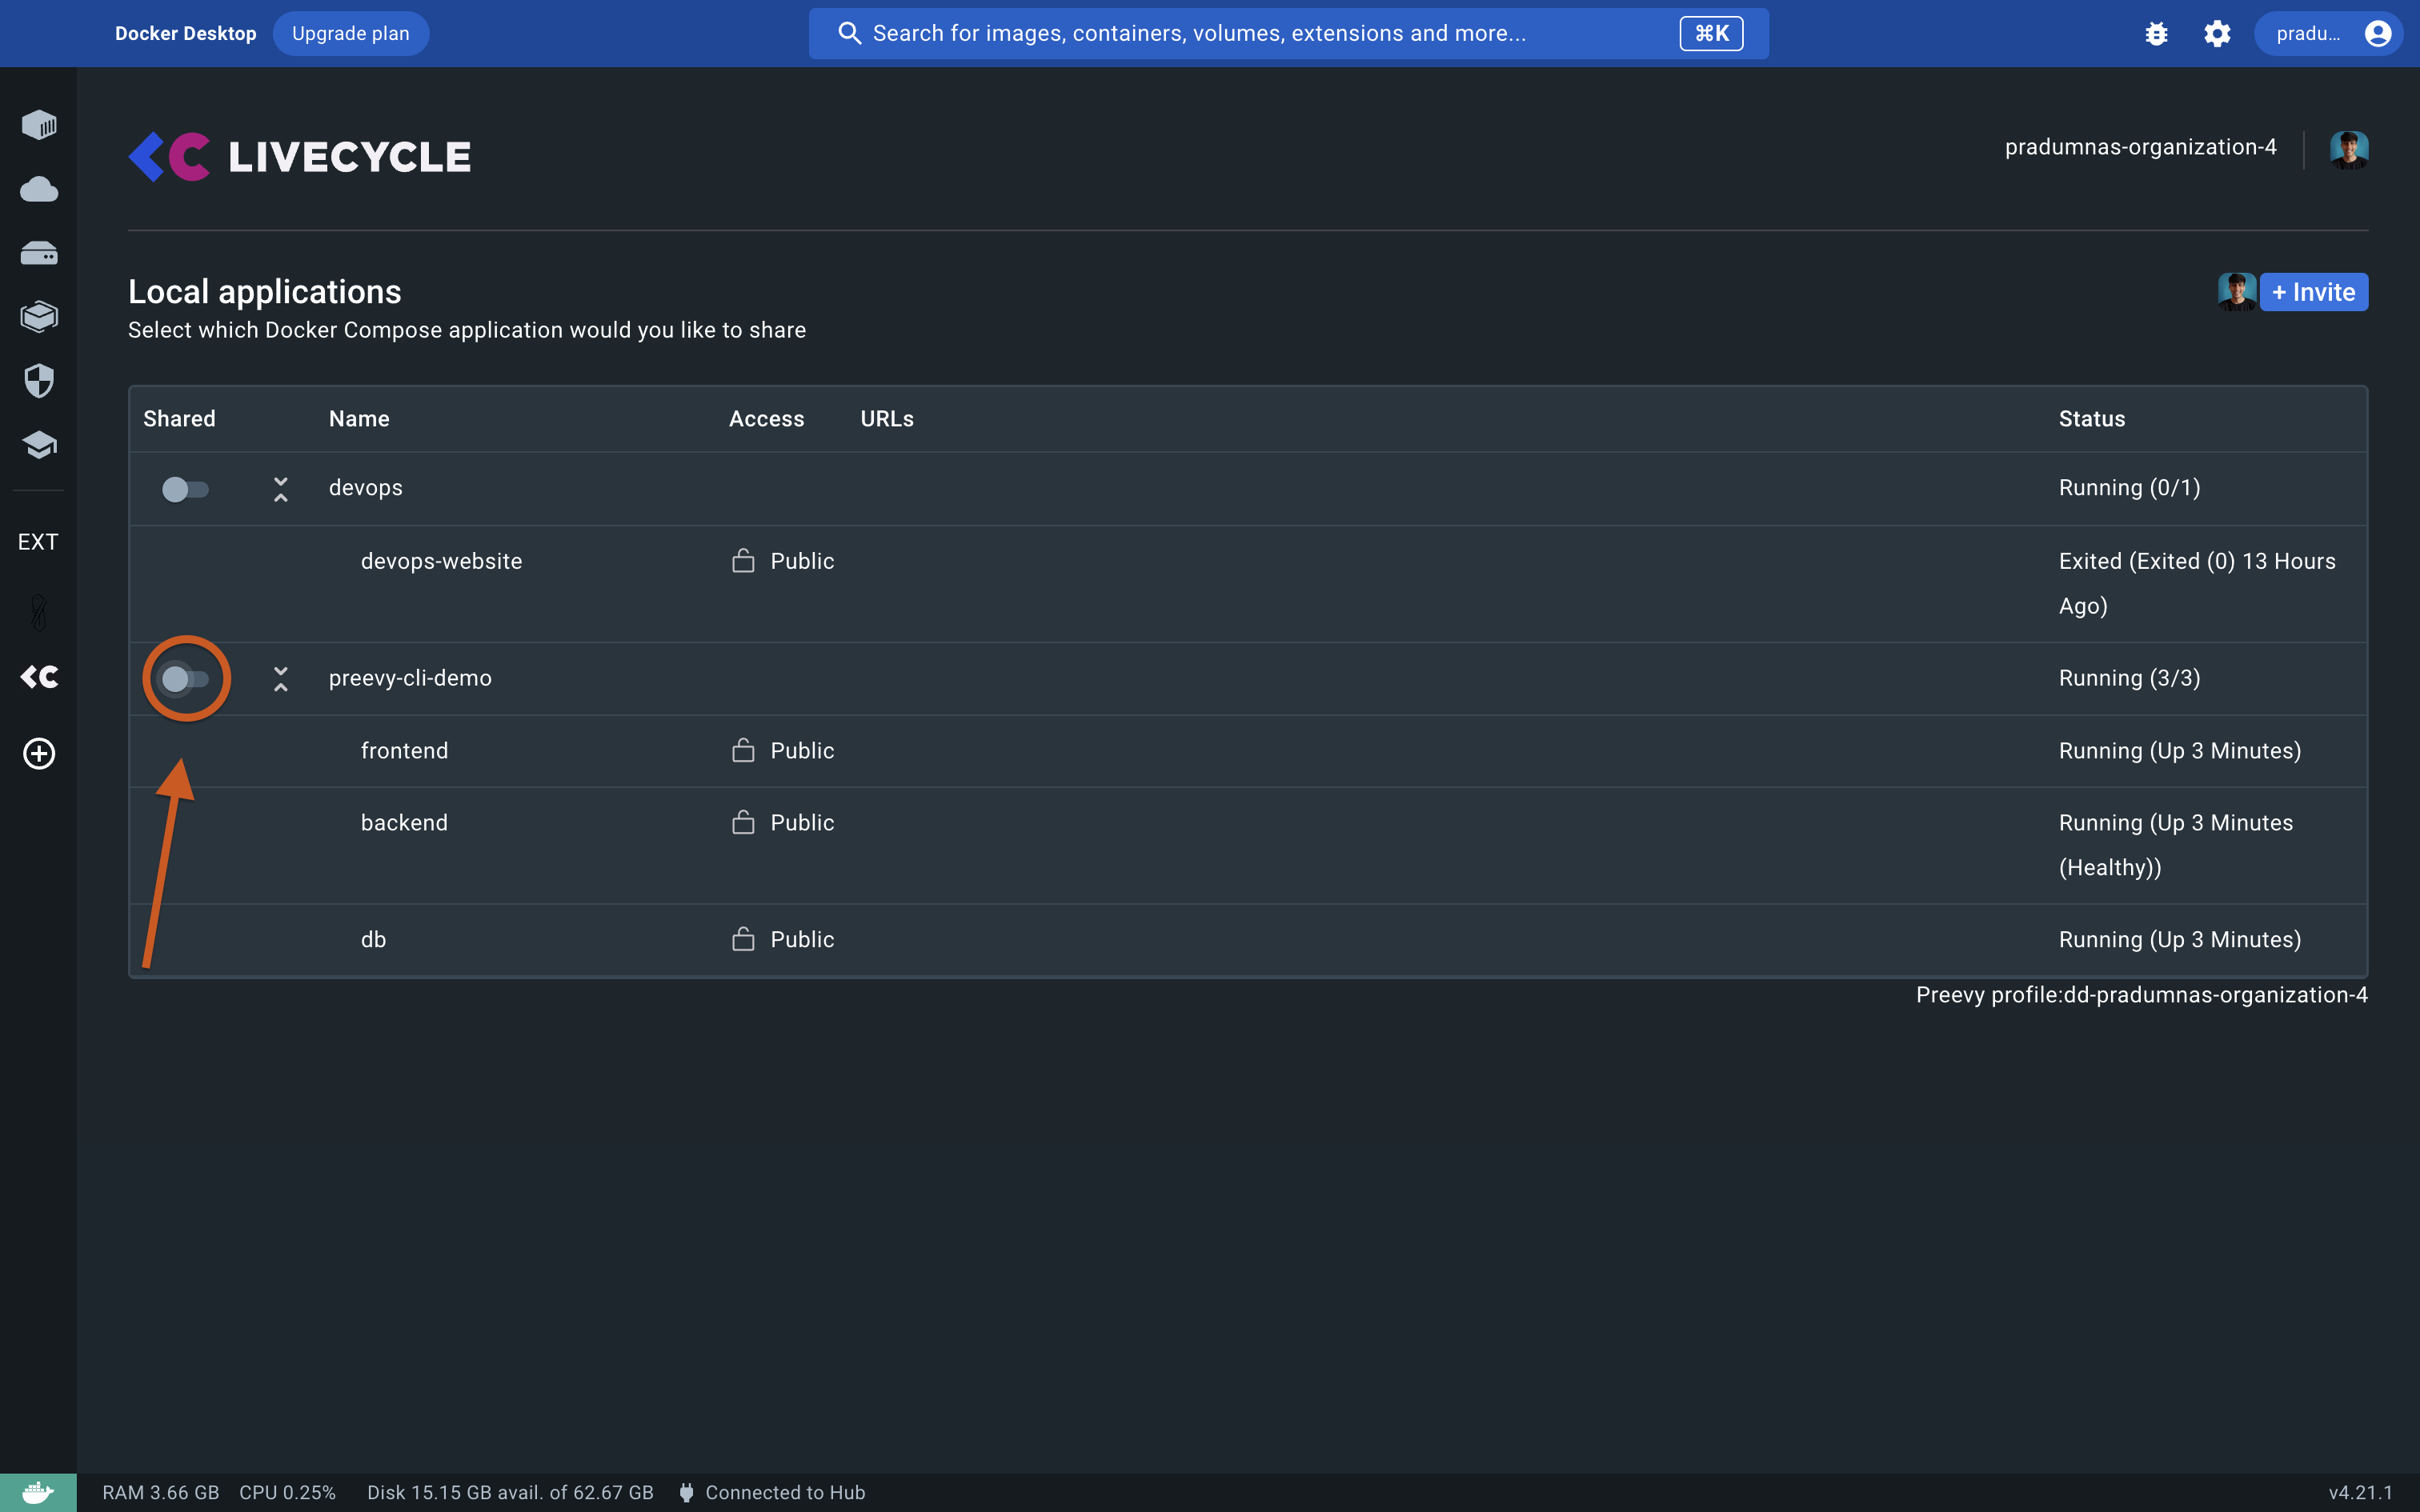 Docker Desktop
Upgrade plan
Search for images, containers, volumes, extensions and more...
⌘K
pradu...
LIVECYCLE
pradumnas-organization-4
Local applications
+ Invite
Select which Docker Compose application would you like to share
Shared Name Access URLs Status
devops Running (0/1)
devops-website Public Exited (Exited (0) 13 Hours
Ago)
EXT
preevy-cli-demo Running (3/3)
frontend Public Running (Up 3 Minutes)
backend Public Running (Up 3 Minutes
(Healthy))
db Public Running (Up 3 Minutes)
Preevy profile:dd-pradumnas-organization-4
RAM 3.66 GB CPU 0.25% Disk 15.15 GB avail. of 62.67 GB Connected to Hub v4.21.1